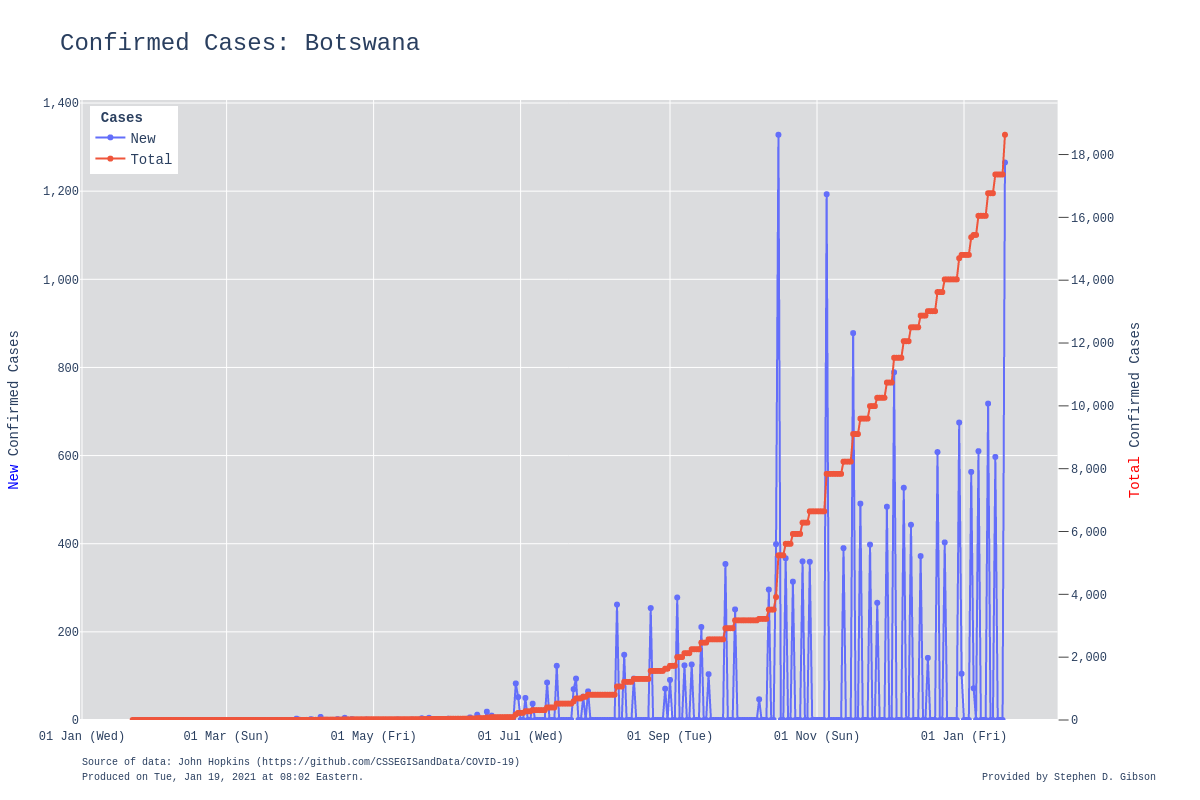 Confirmed Cases: Botswana
Cases
New
Total
1,400
1,200
1,000
800
600
400
200
0
New Confirmed Cases
18,000
16,000
14,000
12,000
10,000
8,000
6,000
4,000
2,000
0
Total Confirmed Cases
01 Jan (Wed)
01 Mar (Sun)
01 May (Fri)
01 Jul (Wed)
01 Sep (Tue)
01 Nov (Sun)
01 Jan (Fri)
Source of data: John Hopkins (https://github.com/CSSEGISandData/COVID-19)
Produced on Tue, Jan 19, 2021 at 08:02 Eastern.
Provided by Stephen D. Gibson